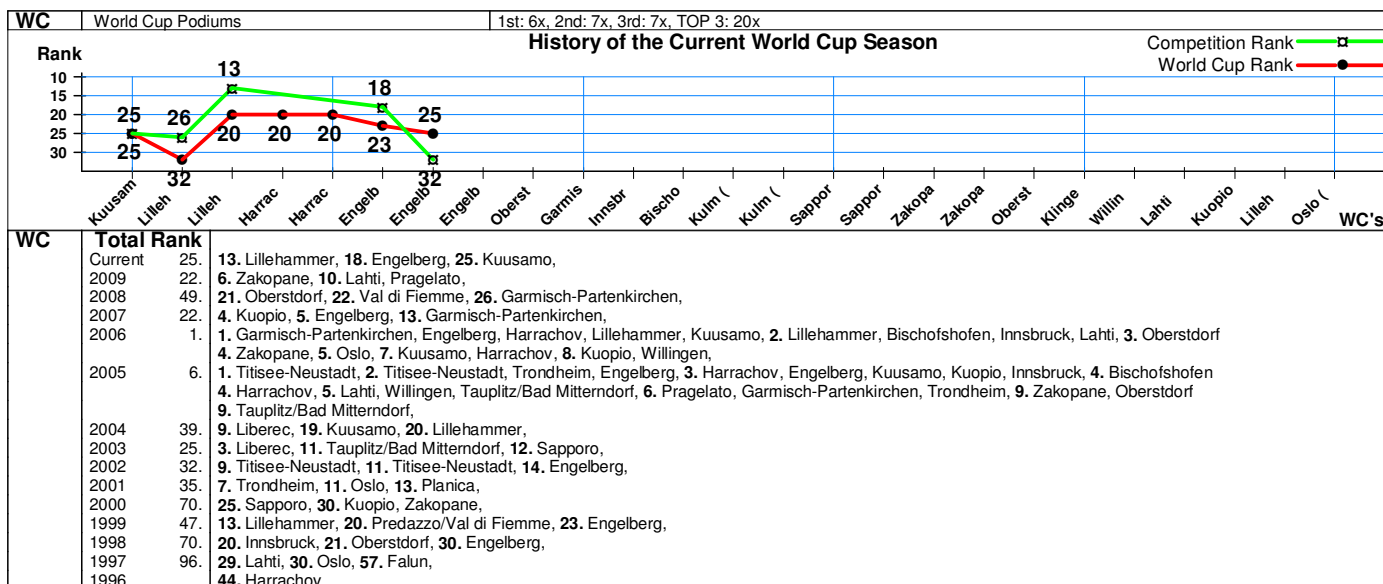 WC World Cup Podiums 1st: 6x, 2nd: 7x, 3rd: 7x, TOP 3: 20x
History of the Current World Cup Season
Competition Rank
World Cup Rank
Rank
10
15
20
25
30
25 26 13 18 32
25 32 20 20 20 23 25
Kuusam Lilleh Lilleh Harrac Harrac Engelb Engelb Engelb Oberst Garmis Innsbr Bischo Kulm ( Kulm ( Sappor Sappor Zakopa Zakopa Oberst Klinge Willin Lahti Kuopio Lilleh Oslo ( WC's
WC Total Rank
Current 25. 13. Lillehammer, 18. Engelberg, 25. Kuusamo,
2009 22. 6. Zakopane, 10. Lahti, Pragelato,
2008 49. 21. Oberstdorf, 22. Val di Fiemme, 26. Garmisch-Partenkirchen,
2007 22. 4. Kuopio, 5. Engelberg, 13. Garmisch-Partenkirchen,
2006 1. 1. Garmisch-Partenkirchen, Engelberg, Harrachov, Lillehammer, Kuusamo, 2. Lillehammer, Bischofshofen, Innsbruck, Lahti, 3. Oberstdorf
4. Zakopane, 5. Oslo, 7. Kuusamo, Harrachov, 8. Kuopio, Willingen,
2005 6. 1. Titisee-Neustadt, 2. Titisee-Neustadt, Trondheim, Engelberg, 3. Harrachov, Engelberg, Kuusamo, Kuopio, Innsbruck, 4. Bischofshofen
4. Harrachov, 5. Lahti, Willingen, Tauplitz/Bad Mitterndorf, 6. Pragelato, Garmisch-Partenkirchen, Trondheim, 9. Zakopane, Oberstdorf
9. Tauplitz/Bad Mitterndorf,
2004 39. 9. Liberec, 19. Kuusamo, 20. Lillehammer,
2003 25. 3. Liberec, 11. Tauplitz/Bad Mitterndorf, 12. Sapporo,
2002 32. 9. Titisee-Neustadt, 11. Titisee-Neustadt, 14. Engelberg,
2001 35. 7. Trondheim, 11. Oslo, 13. Planica,
2000 70. 25. Sapporo, 30. Kuopio, Zakopane,
1999 47. 13. Lillehammer, 20. Predazzo/Val di Fiemme, 23. Engelberg,
1998 70. 20. Innsbruck, 21. Oberstdorf, 30. Engelberg,
1997 96. 29. Lahti, 30. Oslo, 57. Falun,
1996 44. Harrachov